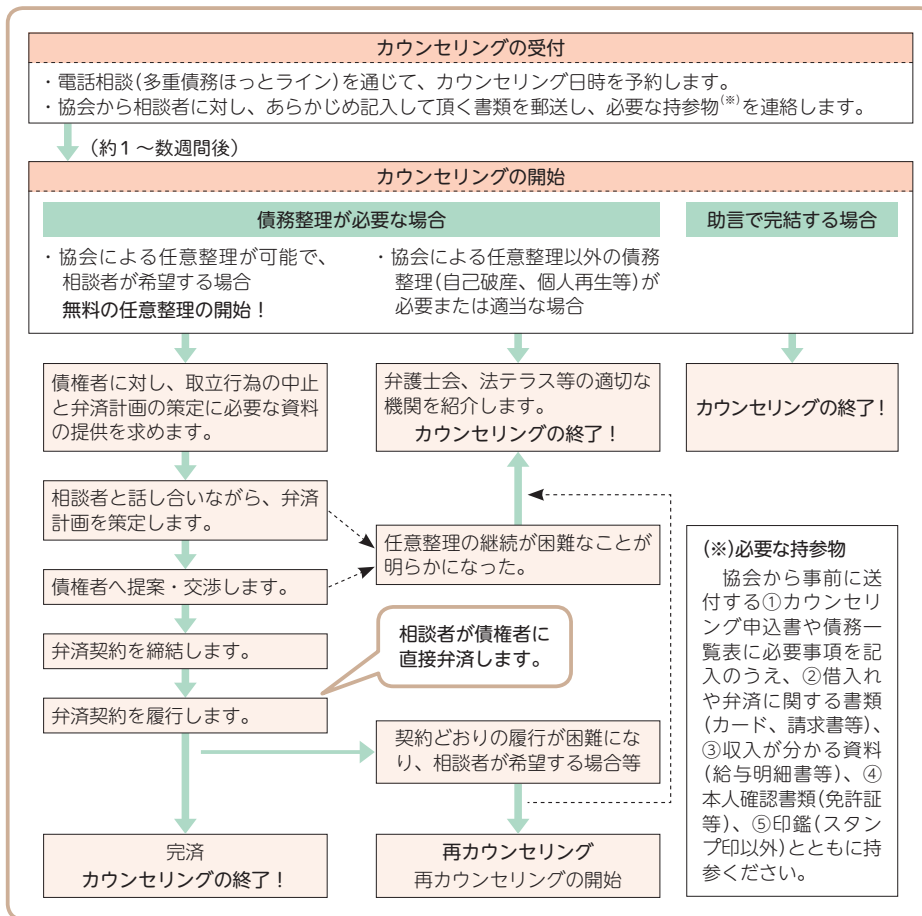 カウンセリングの受付
・電話相談(多重債務ほっとライン)を通じて、カウンセリング日時を予約します。
・協会から相談者に対し、あらかじめ記入して頂く書類を郵送し、必要な持参物(※)を連絡します。
(約1～数週間後)
カウンセリングの開始
債務整理が必要な場合
・協会による任意整理が可能で、
相談者が希望する場合
無料の任意整理の開始！
・協会による任意整理以外の債務
整理(自己破産、個人再生等)が
必要または適当な場合
助言で完結する場合
債権者に対し、取立行為の中止
と弁済計画の策定に必要な資料
の提供を求めます。
弁護士会、法テラス等の適切な
機関を紹介します。
カウンセリングの終了！
カウンセリングの終了！
相談者と話し合いながら、弁済
計画を策定します。
任意整理の継続が困難なことが
明らかになった。
債権者へ提案・交渉します。
弁済契約を締結します。
相談者が債権者に
直接弁済します。
弁済契約を履行します。
契約どおりの履行が困難にな
り、相談者が希望する場合等
完済
カウンセリングの終了！
再カウンセリング
再カウンセリングの開始
(※)必要な持参物
協会から事前に送
付する①カウンセリ
ング申込書や債務一
覧表に必要事項を記
入のうえ、②借入れ
や弁済に関する書類
(カード、請求書等)、
③収入が分かる資料
(給与明細書等)、④
本人確認書類(免許証
等)、⑤印鑑(スタン
プ印以外)とともに持
参ください。